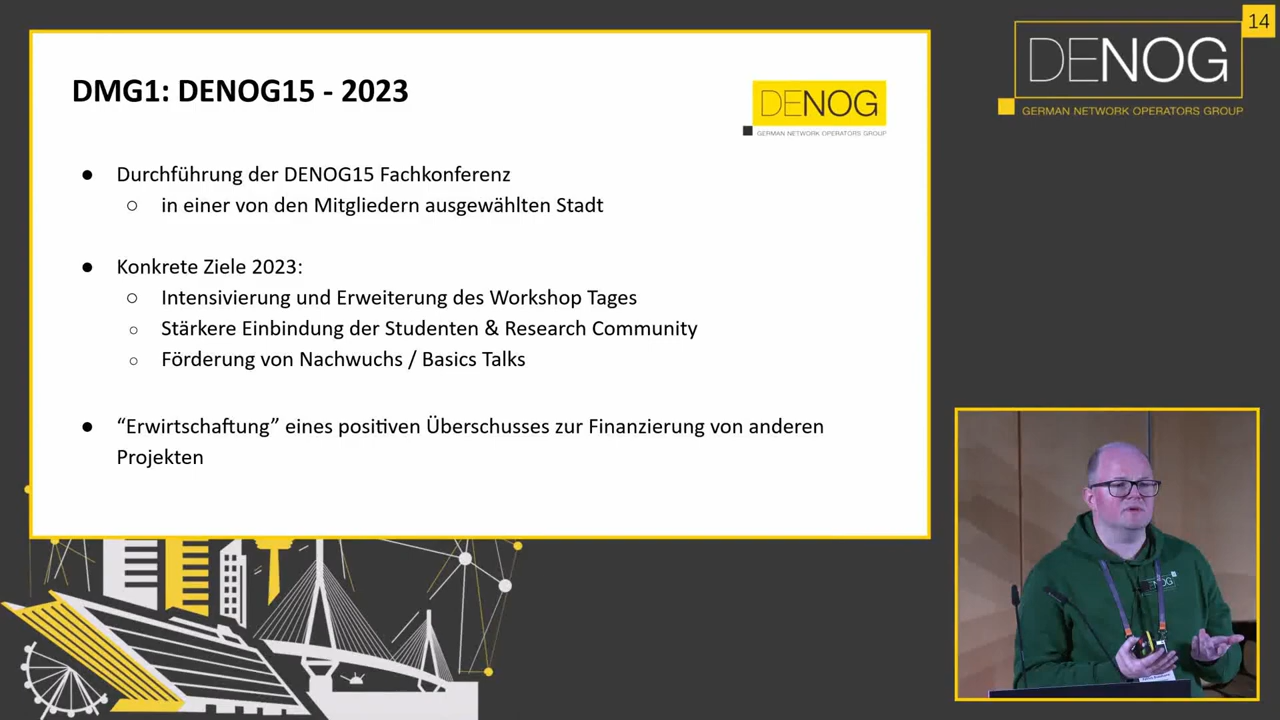 DMG1: DENOG15 - 2023
DENOG
GERMAN NETWORK OPERATORS GROUP
● Durchführung der DENOG15 Fachkonferenz
○ in einer von den Mitgliedern ausgewählten Stadt
● Konkrete Ziele 2023:
○ Intensivierung und Erweiterung des Workshop Tages
○ Stärkere Einbindung der Studenten & Research Community
○ Förderung von Nachwuchs / Basics Talks
● “Erwirtschaftung” eines positiven Überschusses zur Finanzierung von anderen
Projekten
14
DENOG
GERMAN NETWORK OPERATORS GROUP